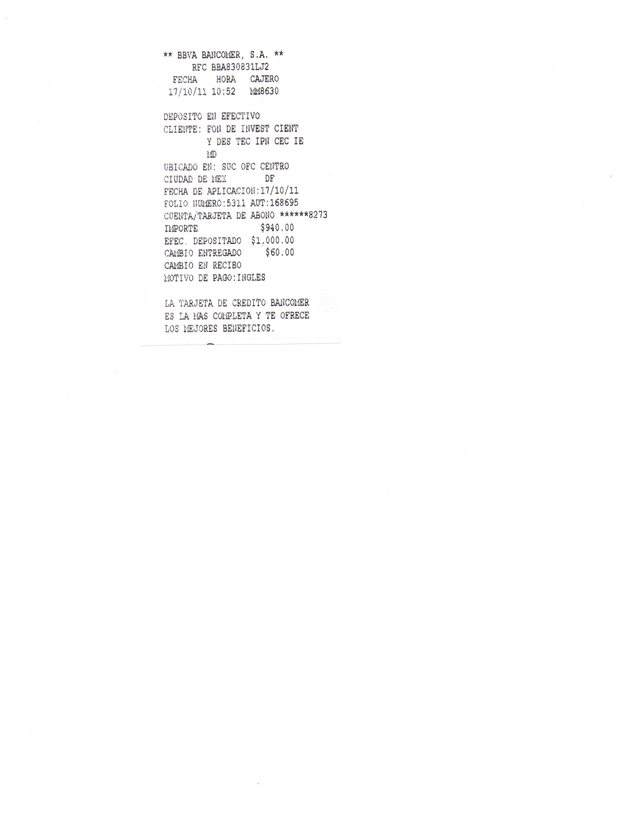 ** BBVA BANCOMER, S.A. **
RFC BBA830831LJ2
FECHA HORA CAJERO
17/10/11 10:52 MM8630
DEPOSITO EN EFECTIVO
CLIENTE: FON DE INVEST CIENT
Y DES TEC IPN CEC IE
MD
UBICADO EN: SUC OFC CENTRO
CIUDAD DE MEX DF
FECHA DE APLICACION:17/10/11
FOLIO NUMERO:5311 AUT:168695
CUENTA/TARJETA DE ABONO ******8273
IMPORTE $940.00
EFEC. DEPOSITADO $1,000.00
CAMBIO ENTREGADO $60.00
CAMBIO EN RECIBO
MOTIVO DE PAGO:INGLES
LA TARJETA DE CREDITO BANCOMER
ES LA MAS COMPLETA Y TE OFRECE
LOS MEJORES BENEFICIOS.